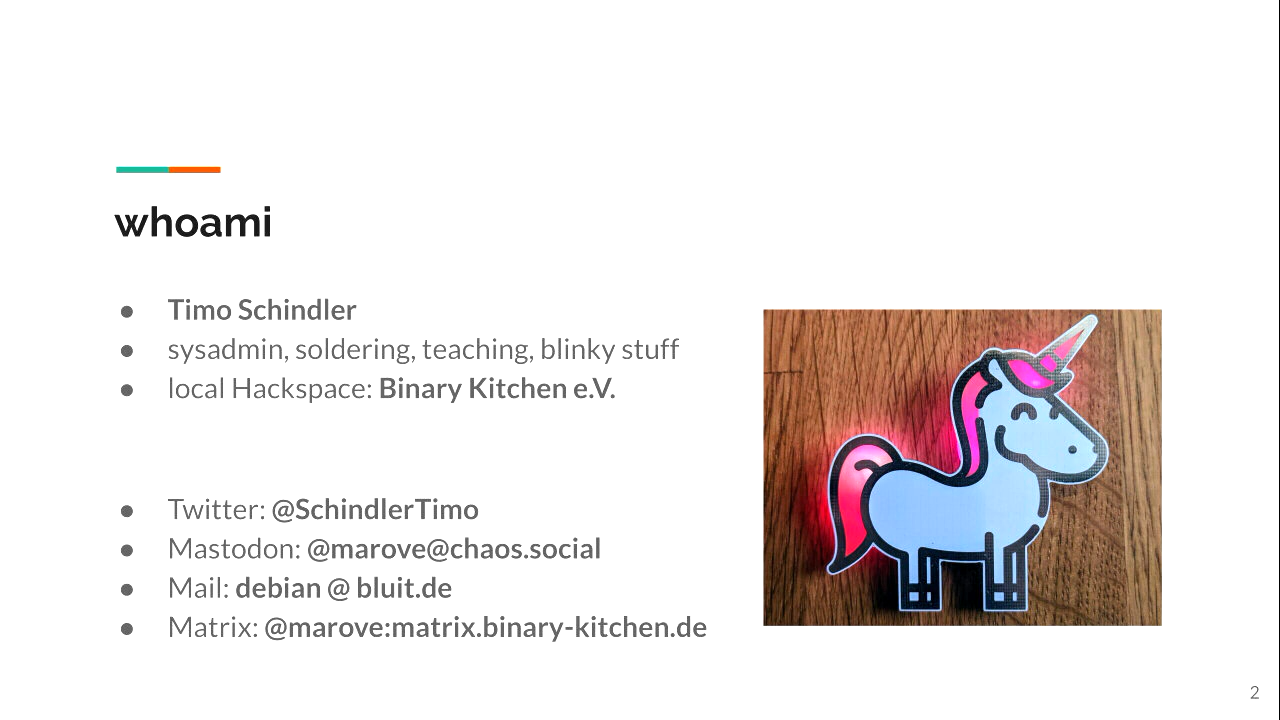 whoami
● Timo Schindler
● sysadmin, soldering, teaching, blinky stuff
● local Hackspace: Binary Kitchen e.V.
● Twitter: @SchindlerTimo
● Mastodon: @marove@chaos.social
● Mail: debian @ bluit.de
● Matrix: @marove:matrix.binary-kitchen.de
2